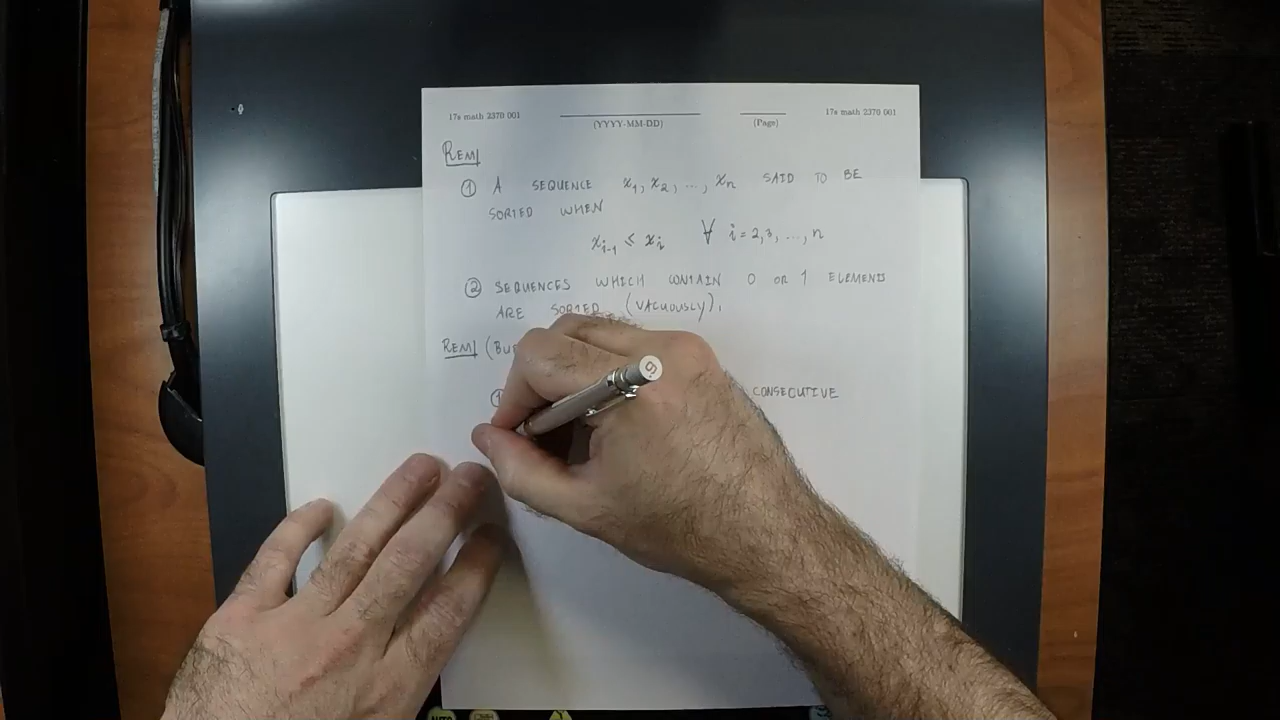 17s math 2370 001 (YYYY-MM-DD) (Page) 17s math 2370 001
REM
① A SEQUENCE x₁, x₂, ..., xₙ SAID TO BE
SORTED WHEN
xᵢ₋₁ ≤ xᵢ ∀ i = 2,3, ..., n
② SEQUENCES WHICH CONTAIN 0 OR 1 ELEMENTS
ARE SORTED (VACUOUSLY).
REM (BU
① CONSECUTIVE